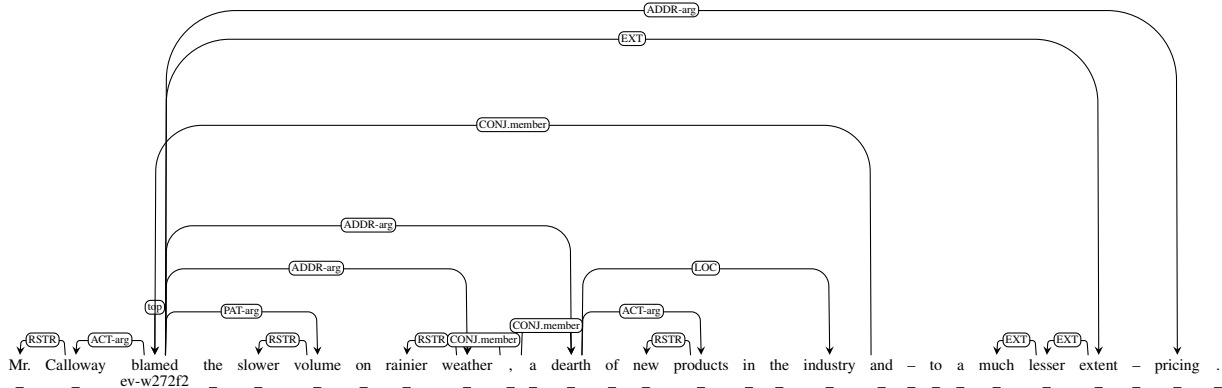 ADDR-arg
EXT
CONJ.member
ADDR-arg
ADDR-arg LOC
top PAT-arg ACT-arg
CONJ.member
RSTR ACT-arg RSTR RSTR CONJ.member RSTR EXT EXT
Mr. Calloway blamed the slower volume on rainier weather , a dearth of new products in the industry and – to a much lesser extent – pricing .
_ _ ev-w272f2 _ _ _ _ _ _ _ _ _ _ _ _ _ _ _ _ _ _ _ _ _ _ _ _ _ _